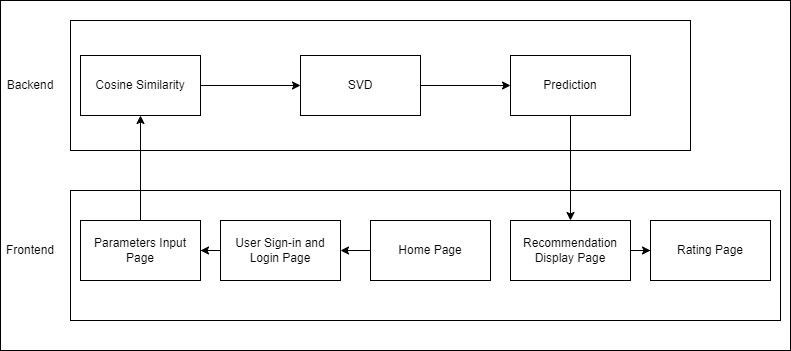 Backend
Cosine Similarity
SVD
Prediction
Frontend
Parameters Input
Page
User Sign-in and
Login Page
Home Page
Recommendation
Display Page
Rating Page